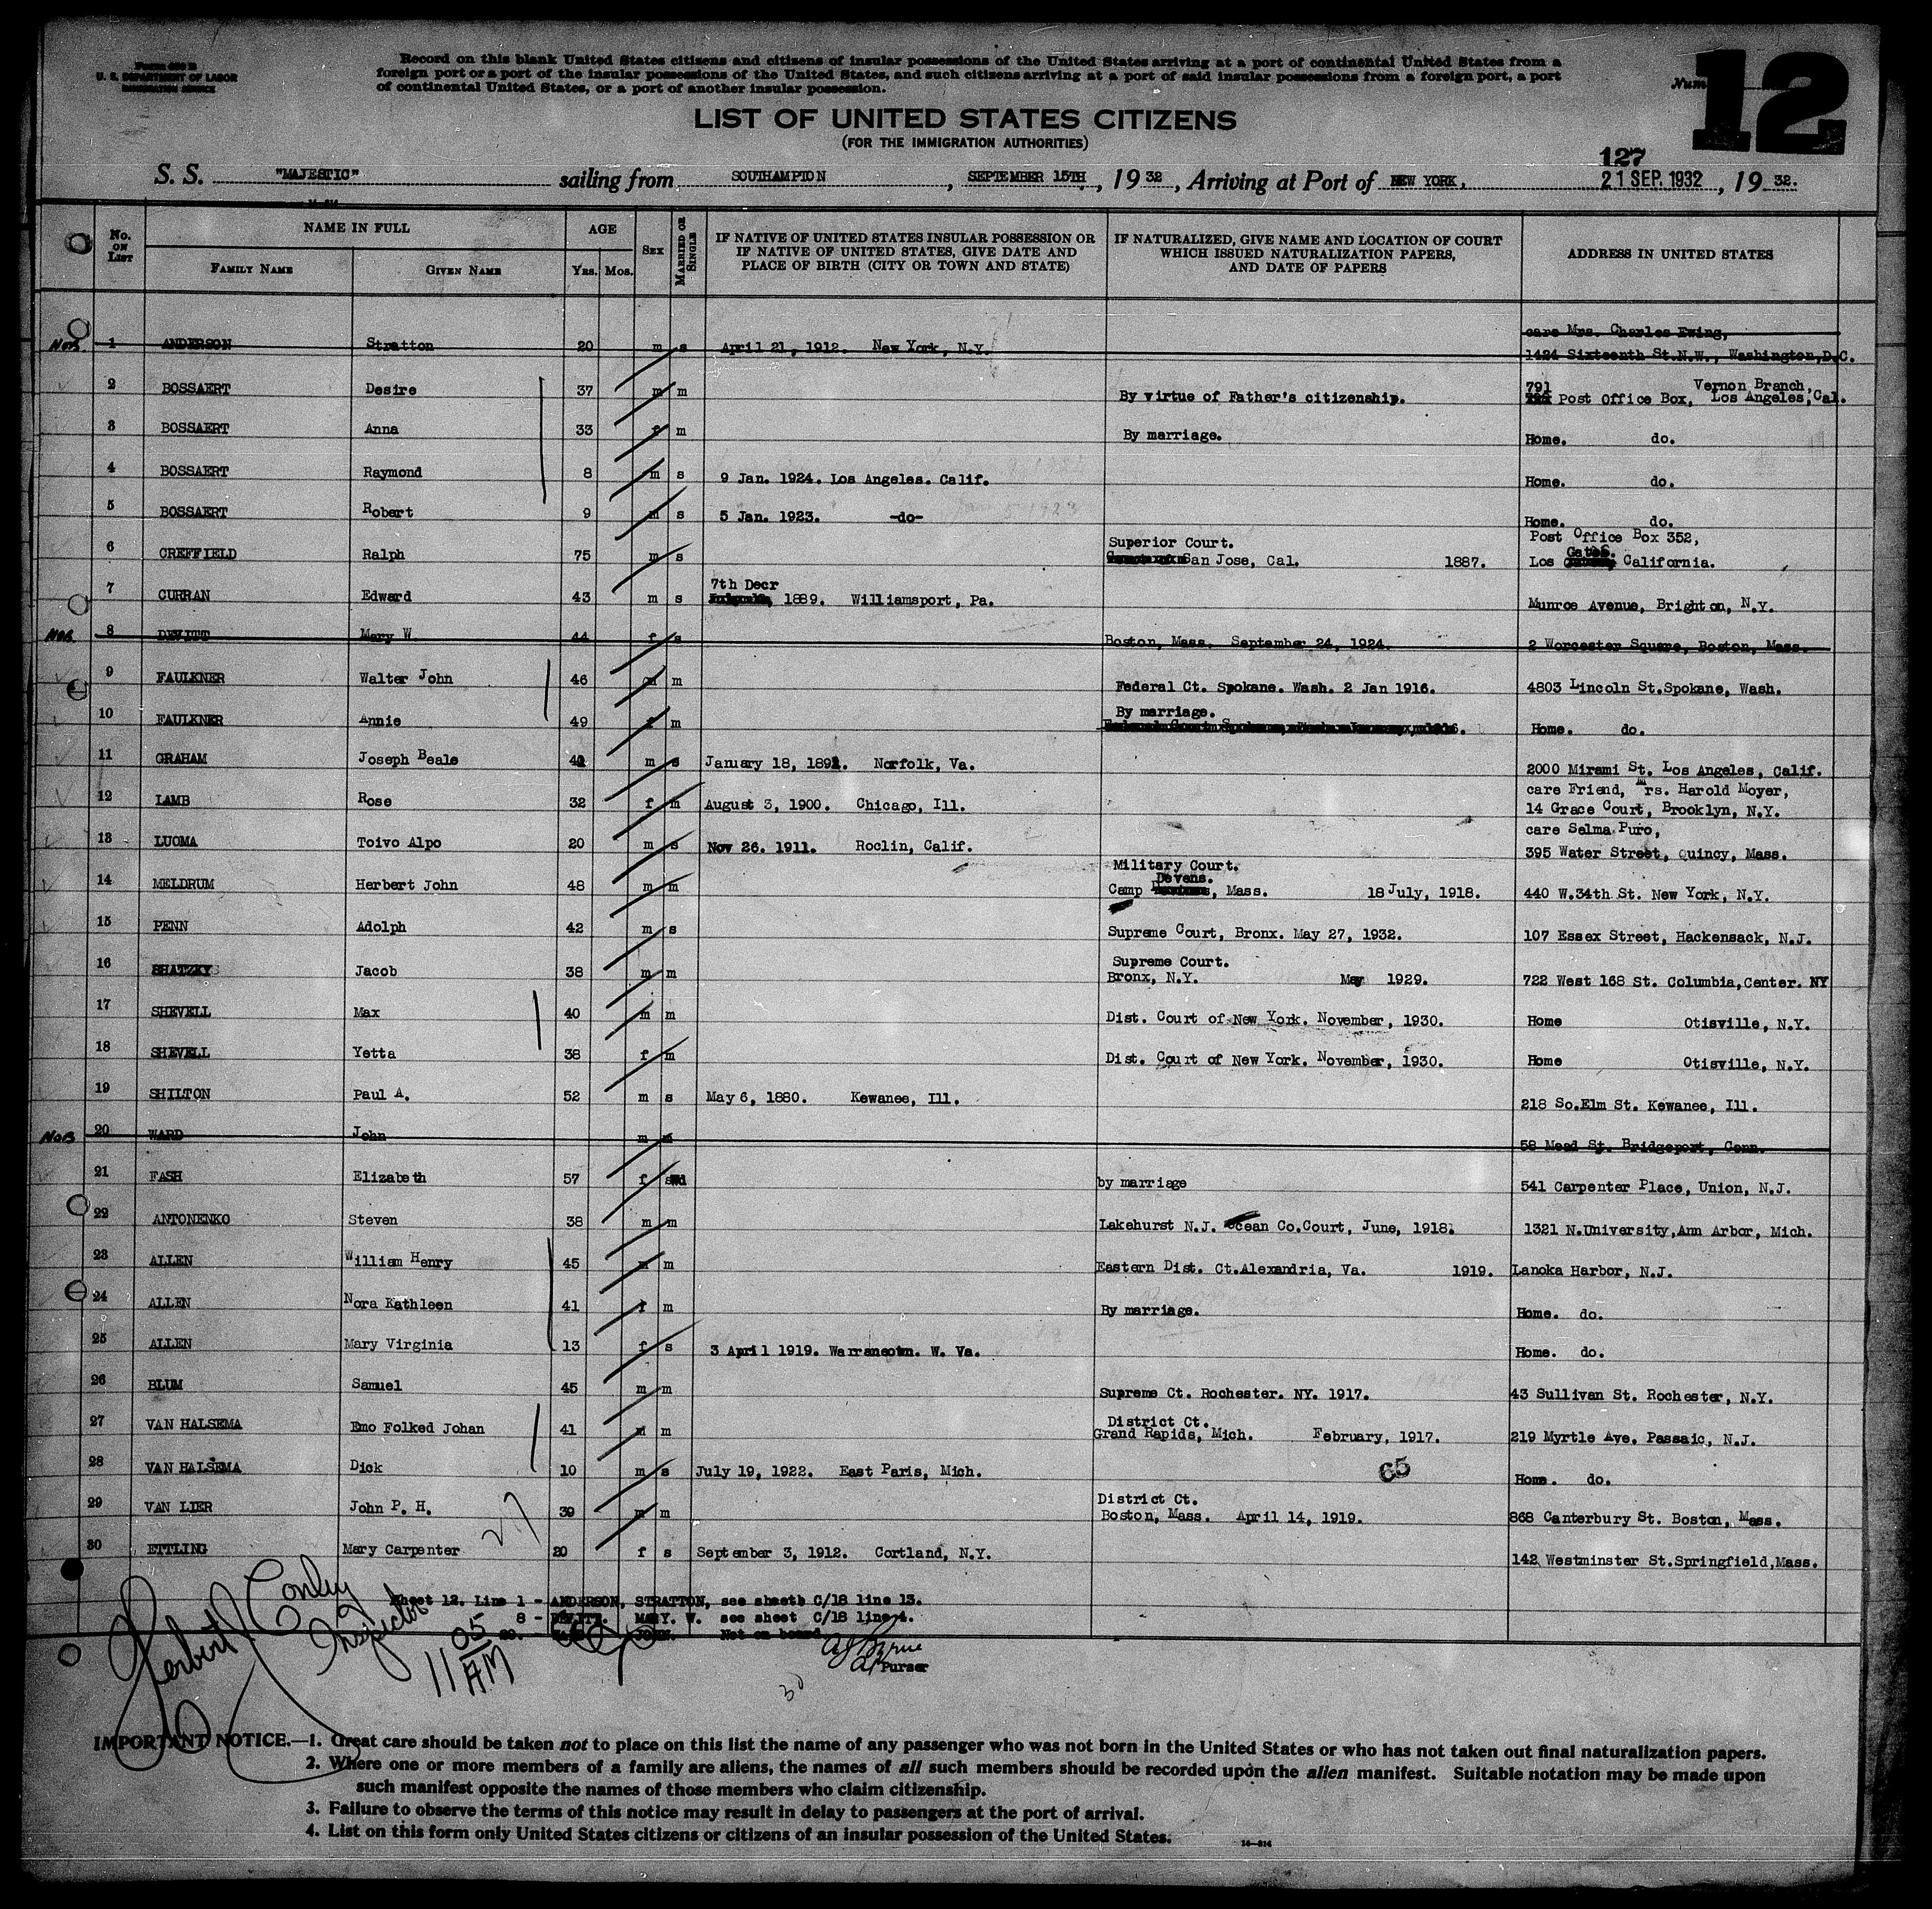 Form 630 B
U. S. DEPARTMENT OF LABOR
IMMIGRATION SERVICE
Record on this blank United States citizens and citizens of insular possessions of the United States arriving at a port of continental United States from a
foreign port or a port of the insular possessions of the United States, and such citizens arriving at a port of said insular possessions from a foreign port, a port
of continental United States, or a port of another insular possession.
Num 12
LIST OF UNITED STATES CITIZENS
(FOR THE IMMIGRATION AUTHORITIES)
127
S. S. "MAJESTIC" sailing from SOUTHAMPTON, SEPTEMBER 15TH, 1932, Arriving at Port of NEW YORK, 21 SEP. 1932, 1932.
No. ON LIST
NAME IN FULL
FAMILY NAME GIVEN NAME
AGE
YRS. MOS.
SEX
MARRIED OR SINGLE
IF NATIVE OF UNITED STATES INSULAR POSSESSION OR
IF NATIVE OF UNITED STATES, GIVE DATE AND
PLACE OF BIRTH (CITY OR TOWN AND STATE)
IF NATURALIZED, GIVE NAME AND LOCATION OF COURT
WHICH ISSUED NATURALIZATION PAPERS,
AND DATE OF PAPERS
ADDRESS IN UNITED STATES
care Mrs. Charles Ewing,
NOB 1 ANDERSON Stratton 20 m s April 21, 1912. New York, N.Y. 1424 Sixteenth St.N.W., Washington,D.C.
791 Vernon Branch,
2 BOSSAERT Desire 37 m m By virtue of Father's citizenship. Post Office Box, Los Angeles, Cal.
3 BOSSAERT Anna 33 f m By marriage. Home. do.
4 BOSSAERT Raymond 8 m s 9 Jan. 1924. Los Angeles. Calif. Home. do.
5 BOSSAERT Robert 9 m s 5 Jan. 1923. -do- Home. do.
Superior Court. Post Office Box 352,
6 CREFFIELD Ralph 75 m s San Jose, Cal. 1887. Los Gatos. California.
7th Decr
7 CURRAN Edward 43 m s 1889. Williamsport, Pa. Munroe Avenue, Brighton, N.Y.
NOB 8 DEWITT Mary W 44 f s Boston, Mass. September 24, 1924. 2 Worcester Square, Boston, Mass.
9 FAULKNER Walter John 46 m m Federal Ct. Spokane. Wash. 2 Jan 1916. 4803 Lincoln St.Spokane, Wash.
10 FAULKNER Annie 49 f m By marriage. Home. do.
11 GRAHAM Joseph Beale m s January 18, Norfolk, Va. 2000 Mirami St. Los Angeles, Calif.
care Friend, Mrs. Harold Moyer,
12 LAMB Rose 32 f m August 3, 1900. Chicago, Ill. 14 Grace Court, Brooklyn, N.Y.
care Selma Puro,
13 LUOMA Toivo Alpo 20 m s Nov 26. 1911. Roclin, Calif. 395 Water Street, Quincy, Mass.
Military Court.
Devens.
14 MELDRUM Herbert John 48 m m Camp , Mass. 18 July, 1918. 440 W.34th St. New York, N.Y.
15 PENN Adolph 42 m s Supreme Court, Bronx. May 27, 1932. 107 Essex Street, Hackensack, N.J.
Supreme Court.
16 SHATZKY Jacob 38 m m Bronx, N.Y. May 1929. 722 West 168 St. Columbia,Center. NY
17 SHEVELL Max 40 m m Dist. Court of New York. November, 1930. Home Otisville, N.Y.
18 SHEVELL Yetta 38 f m Dist. Court of New York. November, 1930. Home Otisville, N.Y.
19 SHILTON Paul A. 52 m s May 6, 1880. Kewanee, Ill. 218 So.Elm St. Kewanee, Ill.
NOB 20 WARD John m 58 Mead St. Bridgeport, Conn.
21 FASH Elizabeth 57 f Wd by marriage 541 Carpenter Place, Union, N.J.
22 ANTONENKO Steven 38 m m Lakehurst N.J. Ocean Co.Court, June, 1918. 1321 N.University,Ann Arbor, Mich.
23 ALLEN William Henry 45 m m Eastern Dist. Ct.Alexandria, Va. 1919. Lanoka Harbor, N.J.
24 ALLEN Nora Kathleen 41 f m By marriage. Home. do.
25 ALLEN Mary Virginia 13 f s 3 April 1919. Warrenscotn. W. Va. Home. do.
26 BLUM Samuel 45 m m Supreme Ct. Rochester. NY. 1917. 43 Sullivan St. Rochester, N.Y.
District Ct.
27 VAN HALSEMA Emo Folked Johan 41 m m Grand Rapids, Mich. February, 1917. 219 Myrtle Ave. Passaic, N.J.
28 VAN HALSEMA Dick 10 m s July 19, 1922. East Paris, Mich. 65 Home. do.
District Ct.
29 VAN LIER John P. H. 39 m m Boston, Mass. April 14, 1919. 868 Canterbury St. Boston, Mass.
27
30 ETTLING Mary Carpenter 20 f s September 3, 1912. Cortland, N.Y. 142 Westminster St.Springfield,Mass.
Sheet 12. Line 1 - ANDERSON, STRATTON, see sheet C/18 line 13.
8 - DEWITT. MARY. W. see sheet C/18 line 4.
20. - WARD JOHN. Not on board
Herbert J Conley
Inspector
11 05 AM
Purser
30
IMPORTANT NOTICE.—1. Great care should be taken not to place on this list the name of any passenger who was not born in the United States or who has not taken out final naturalization papers.
2. Where one or more members of a family are aliens, the names of all such members should be recorded upon the alien manifest. Suitable notation may be made upon
such manifest opposite the names of those members who claim citizenship.
3. Failure to observe the terms of this notice may result in delay to passengers at the port of arrival.
4. List on this form only United States citizens or citizens of an insular possession of the United States.
14—814